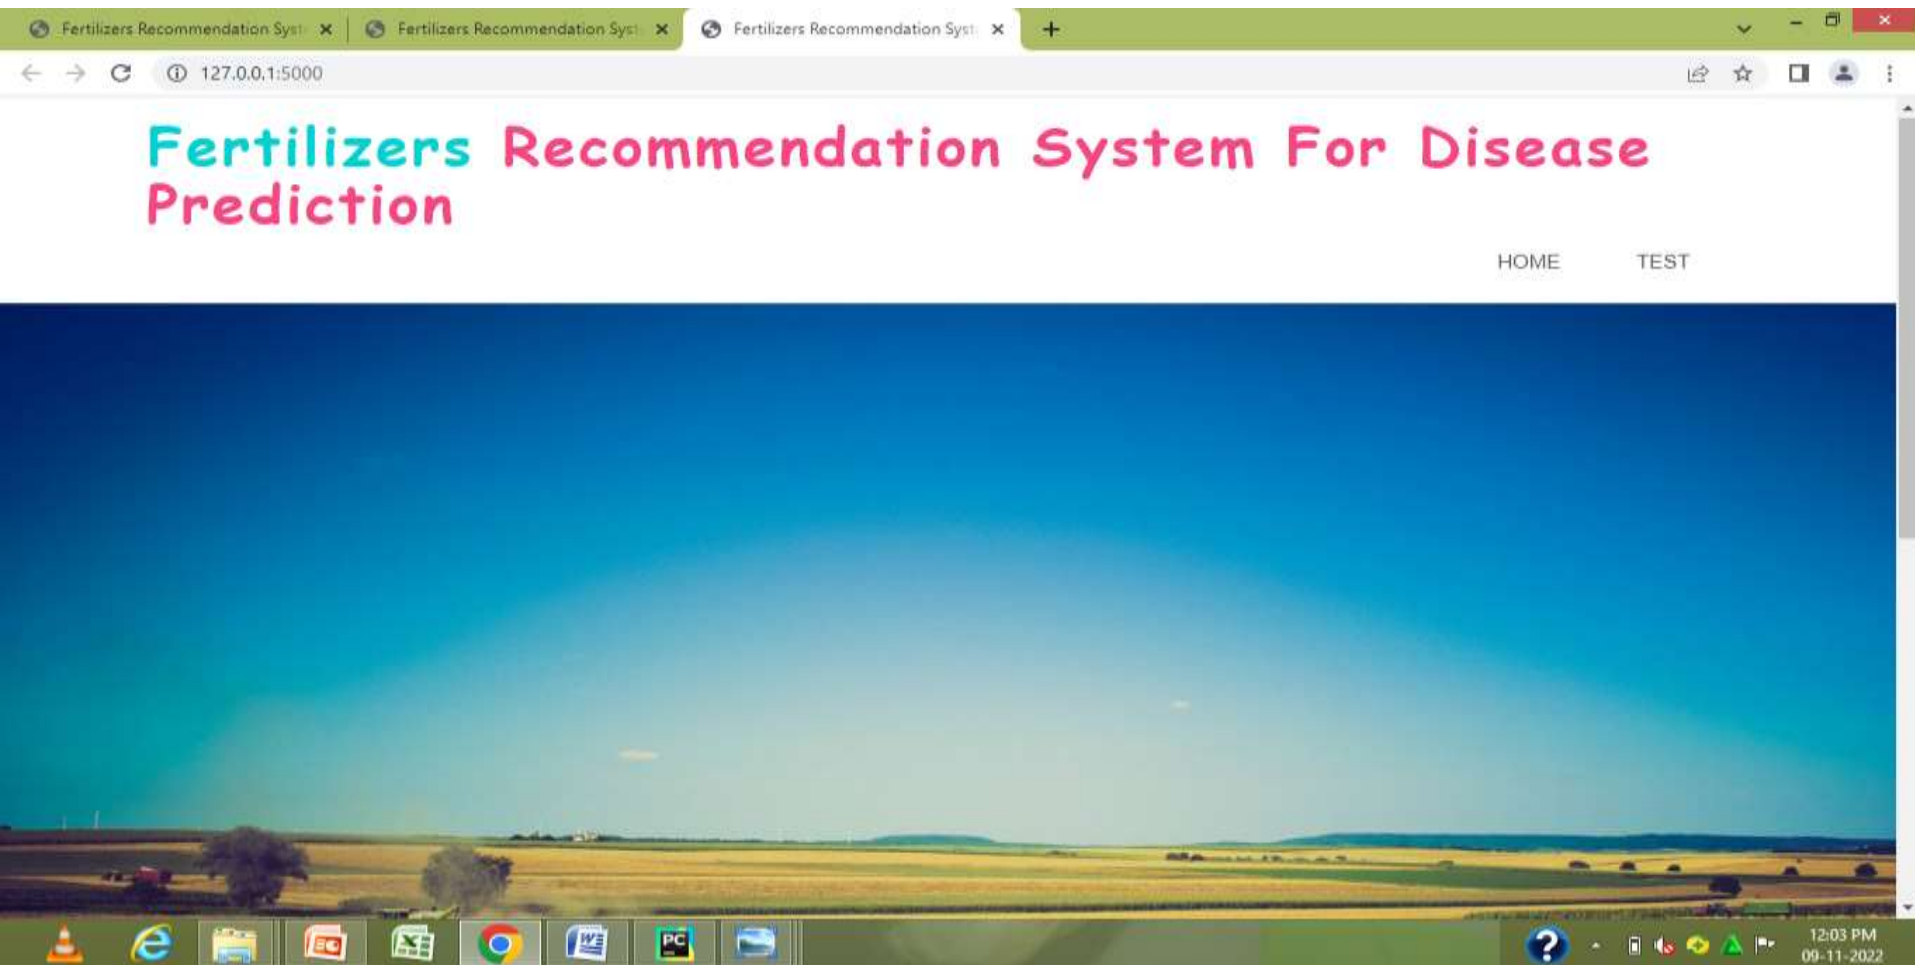 Fertilizers Recommendation Syst
Fertilizers Recommendation Syst
Fertilizers Recommendation Syst
127.0.0.1:5000
Fertilizers Recommendation System For Disease
Prediction
HOME TEST
PC
12:03 PM
09-11-2022